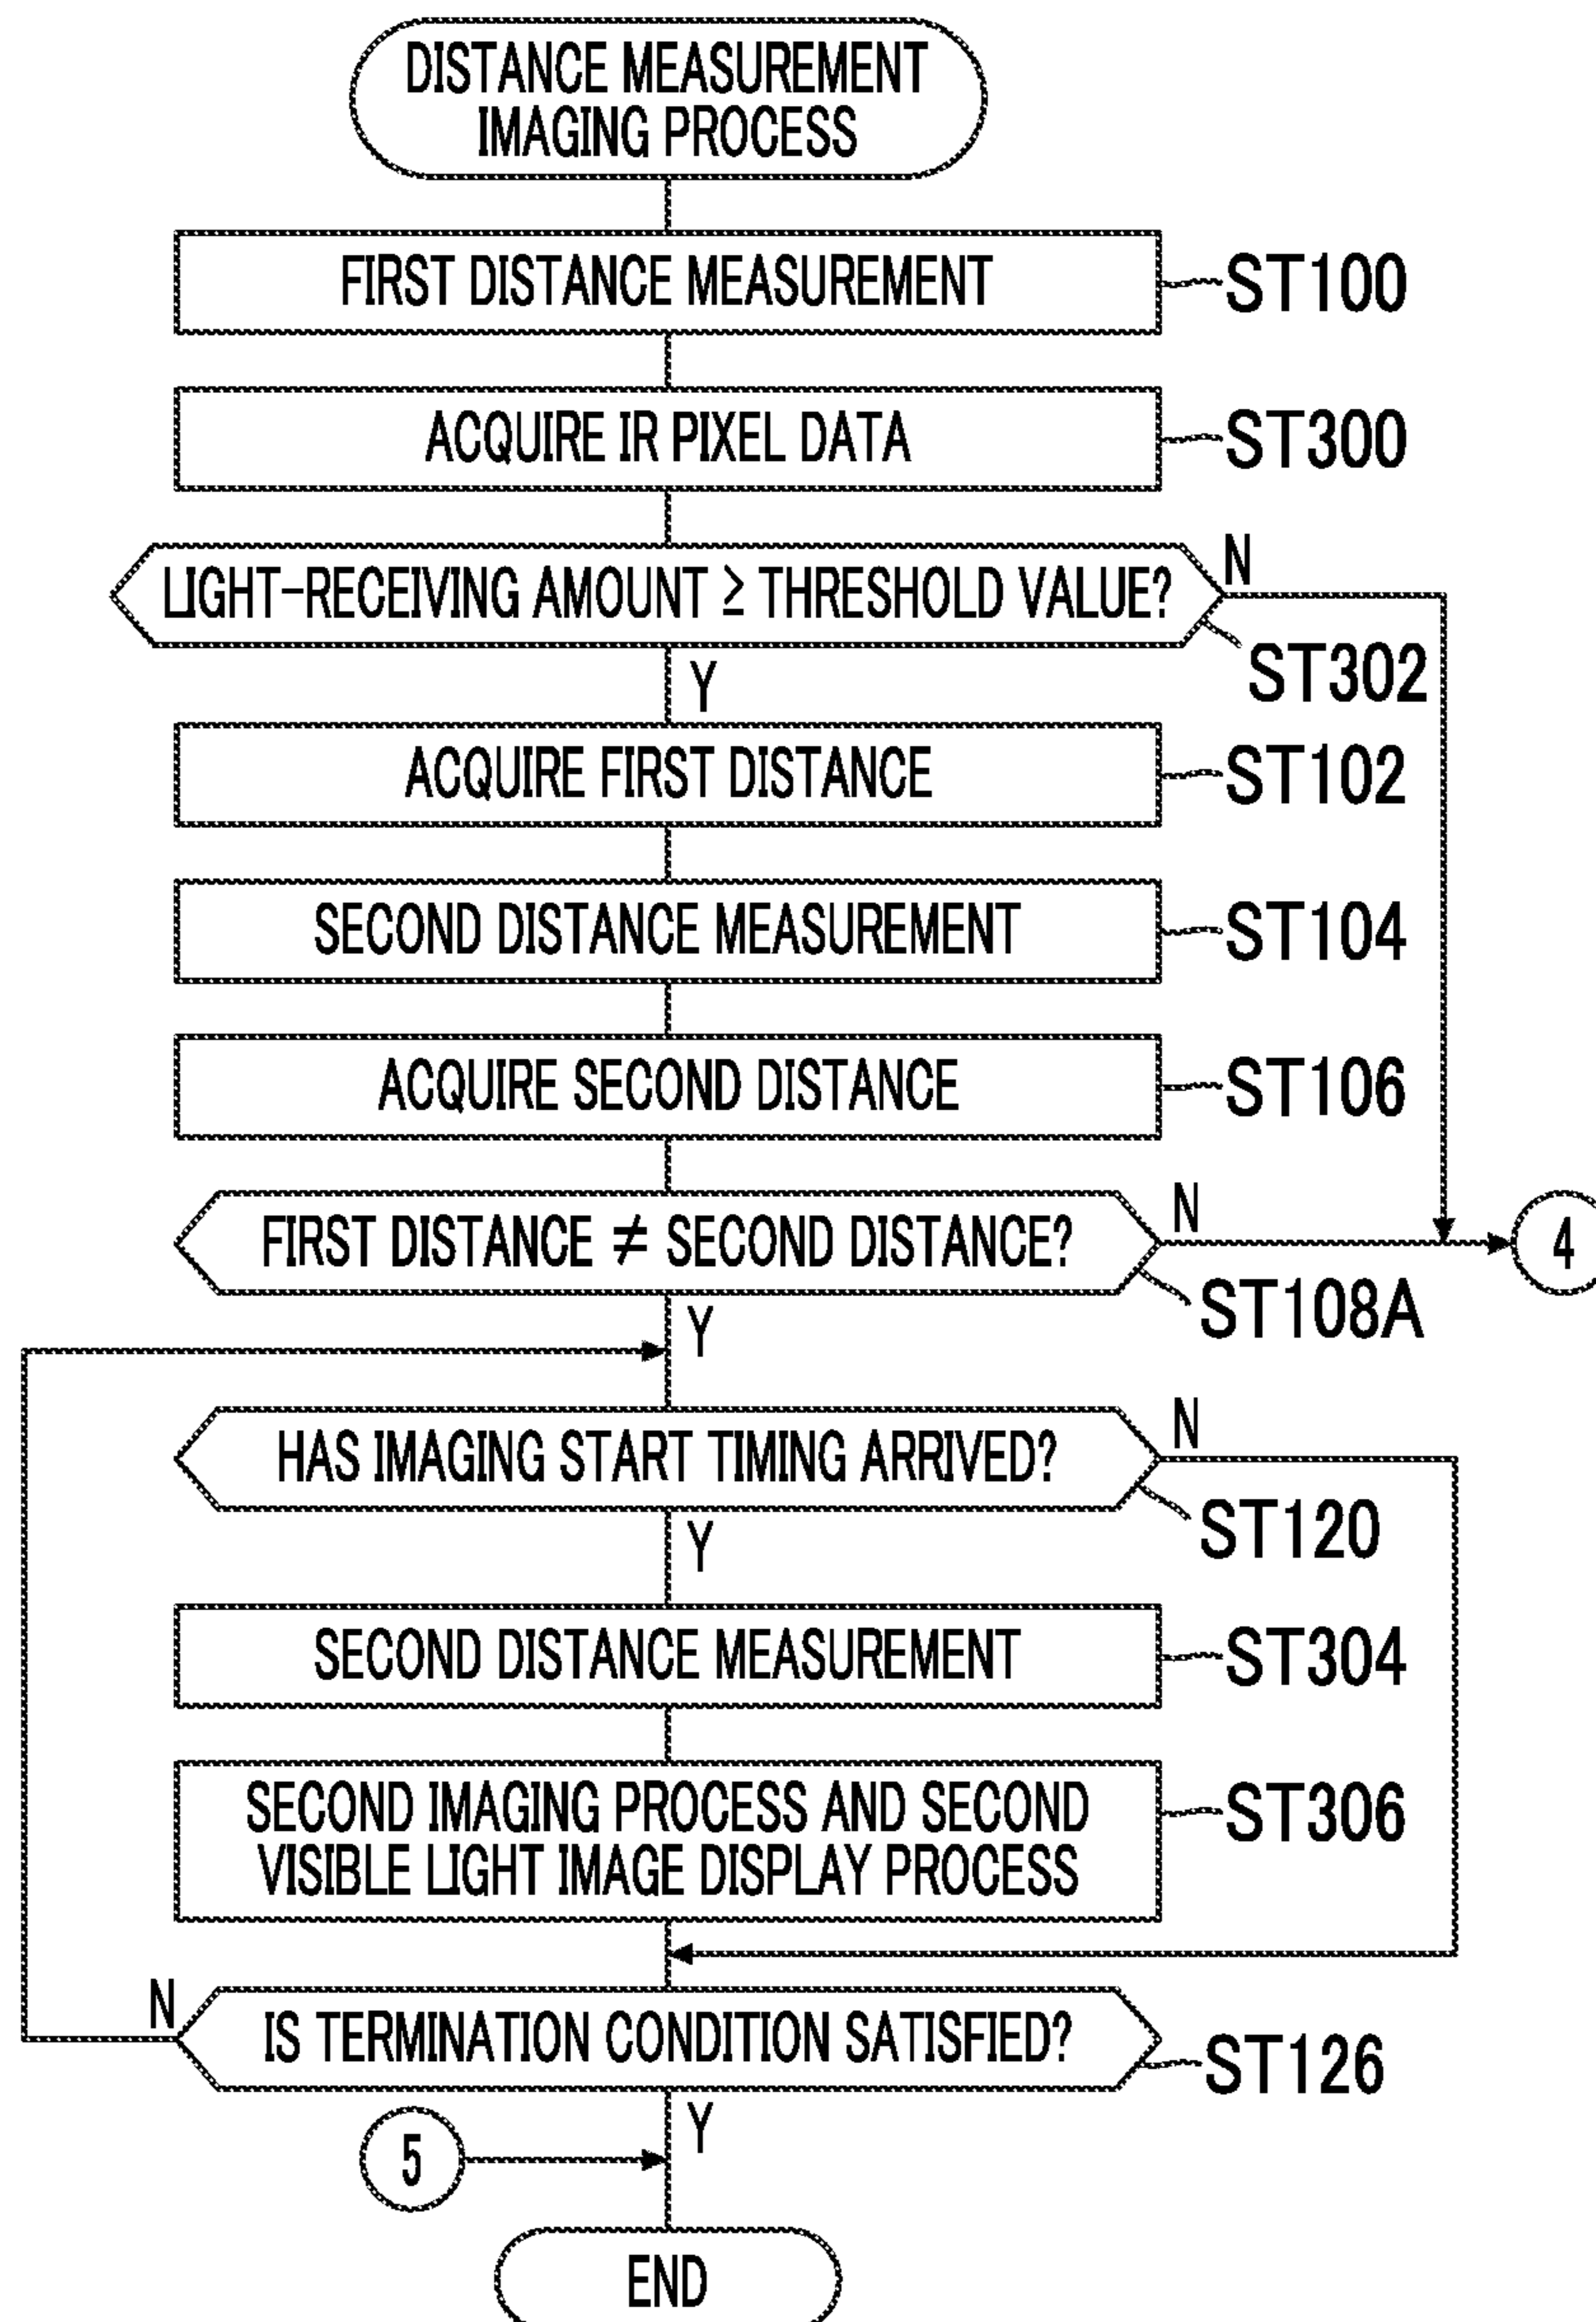 DISTANCE MEASUREMENT
IMAGING PROCESS
FIRST DISTANCE MEASUREMENT
ST100
ACQUIRE IR PIXEL DATA
ST300
LIGHT-RECEIVING AMOUNT ≥ THRESHOLD VALUE?
N
ST302
Y
ACQUIRE FIRST DISTANCE
ST102
SECOND DISTANCE MEASUREMENT
ST104
ACQUIRE SECOND DISTANCE
ST106
FIRST DISTANCE ≠ SECOND DISTANCE?
N
4
ST108A
Y
HAS IMAGING START TIMING ARRIVED?
N
ST120
Y
SECOND DISTANCE MEASUREMENT
ST304
SECOND IMAGING PROCESS AND SECOND
VISIBLE LIGHT IMAGE DISPLAY PROCESS
ST306
N
IS TERMINATION CONDITION SATISFIED?
ST126
Y
5
END